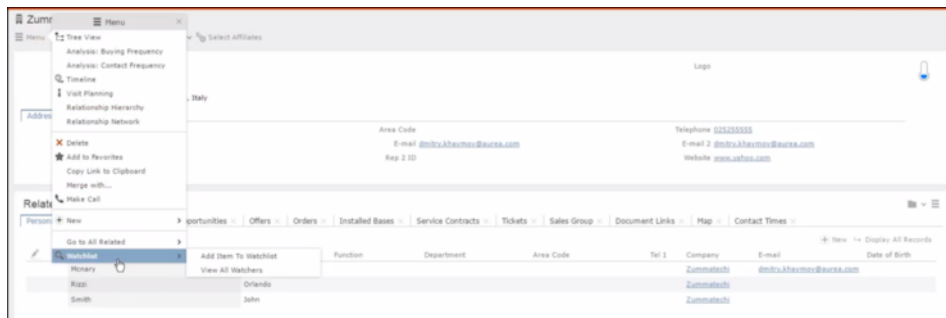 Zumm
Menu
Menu
Select Affiliates
Tree View
Analysis: Buying Frequency
Analysis: Contact Frequency
Timeline
Visit Planning
Relationship Hierarchy
Relationship Network
Delete
Add to Favorites
Copy Link to Clipboard
Merge with...
Make Call
New
Go to All Related
Watchlist
Add Item To Watchlist
View All Watchers
Logo
, Italy
Addres
Area Code
Telephone 025255555
E-mail dmitry.khaymov@aurea.com
E-mail 2 dmitry.khaymov@aurea.com
Rep 2 ID
Website www.yahoo.com
Relate
Person
pportunities
Offers
Orders
Installed Bases
Service Contracts
Tickets
Sales Group
Document Links
Map
Contact Times
New
Display All Records
Function
Department
Area Code
Tel 1
Company
E-mail
Date of Birth
Mcnary
Zummatechi
dmitry.khaymov@aurea.com
Rizzi
Orlando
Zummatechi
Smith
John
Zummatechi